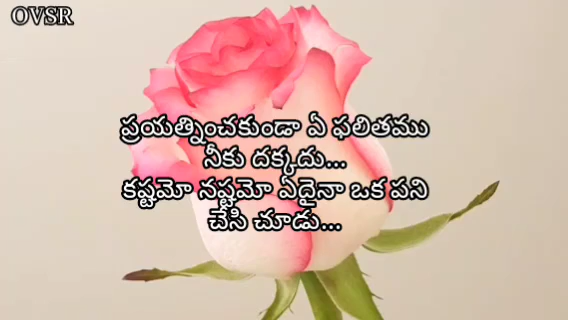 OVSR
ప్రయత్నించకుండా ఏ ఫలితము
నీకు దక్కదు...
కష్టమో నష్టమో ఏదైనా ఒక పని
చేసి చూడు...